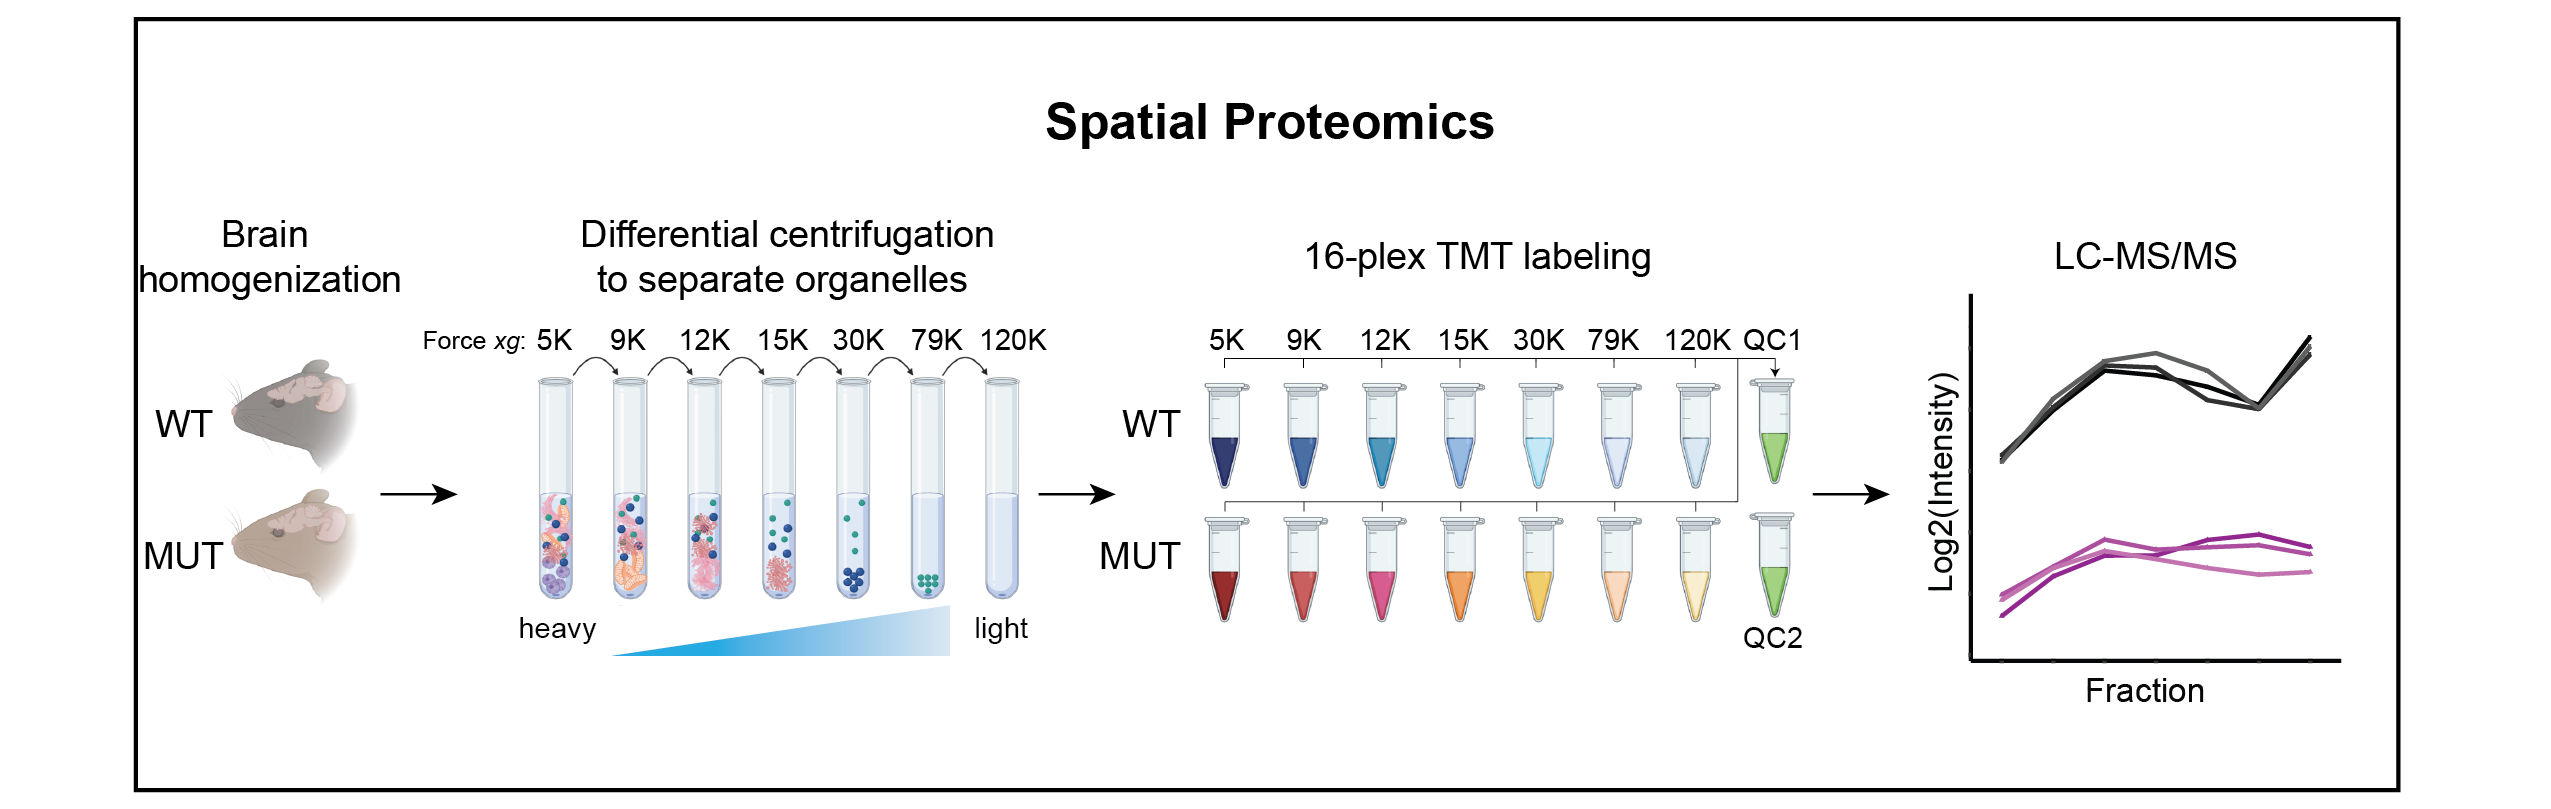 Spatial Proteomics
Brain
homogenization
WT
MUT
Differential centrifugation
to separate organelles
Force xg: 5K 9K 12K 15K 30K 79K 120K
heavy
light
16-plex TMT labeling
5K 9K 12K 15K 30K 79K 120K QC1
WT
MUT
QC2
LC-MS/MS
Log2(Intensity)
Fraction